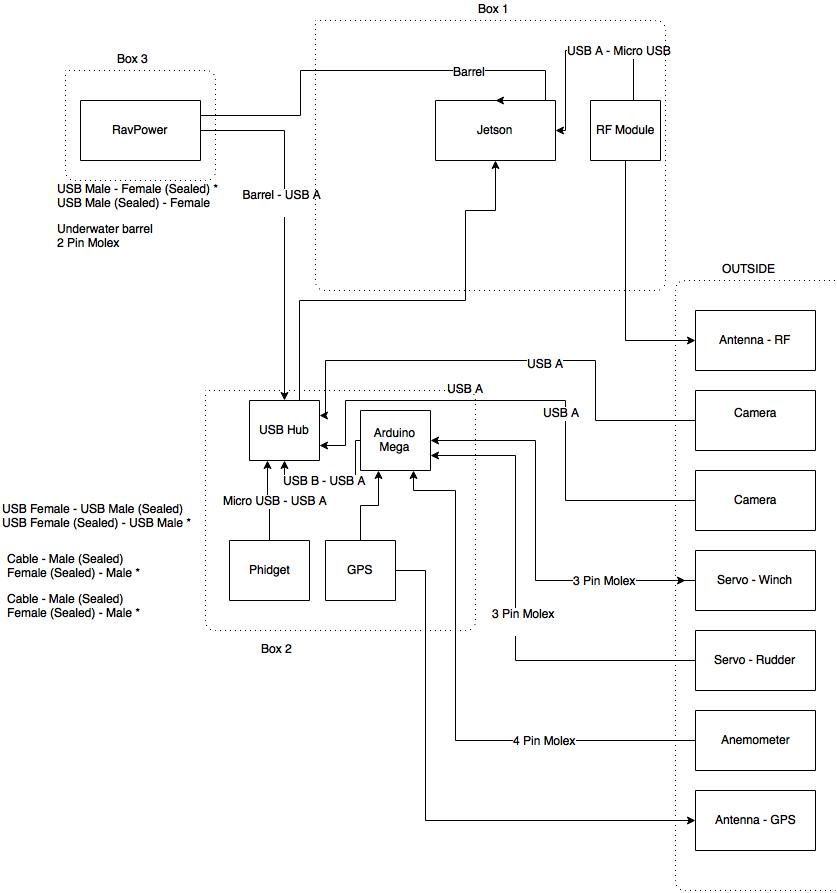 Box 1
Box 3
USB A - Micro USB
Barrel
RavPower
Jetson
RF Module
USB Male - Female (Sealed) *
USB Male (Sealed) - Female
Underwater barrel
2 Pin Molex
Barrel - USB A
OUTSIDE
Antenna - RF
USB A
USB A
USB A
Camera
USB Hub
Arduino
Mega
USB B - USB A
Micro USB - USB A
Camera
USB Female - USB Male (Sealed)
USB Female (Sealed) - USB Male *
Cable - Male (Sealed)
Female (Sealed) - Male *
Cable - Male (Sealed)
Female (Sealed) - Male *
Phidget
GPS
3 Pin Molex
Servo - Winch
3 Pin Molex
Box 2
Servo - Rudder
4 Pin Molex
Anemometer
Antenna - GPS